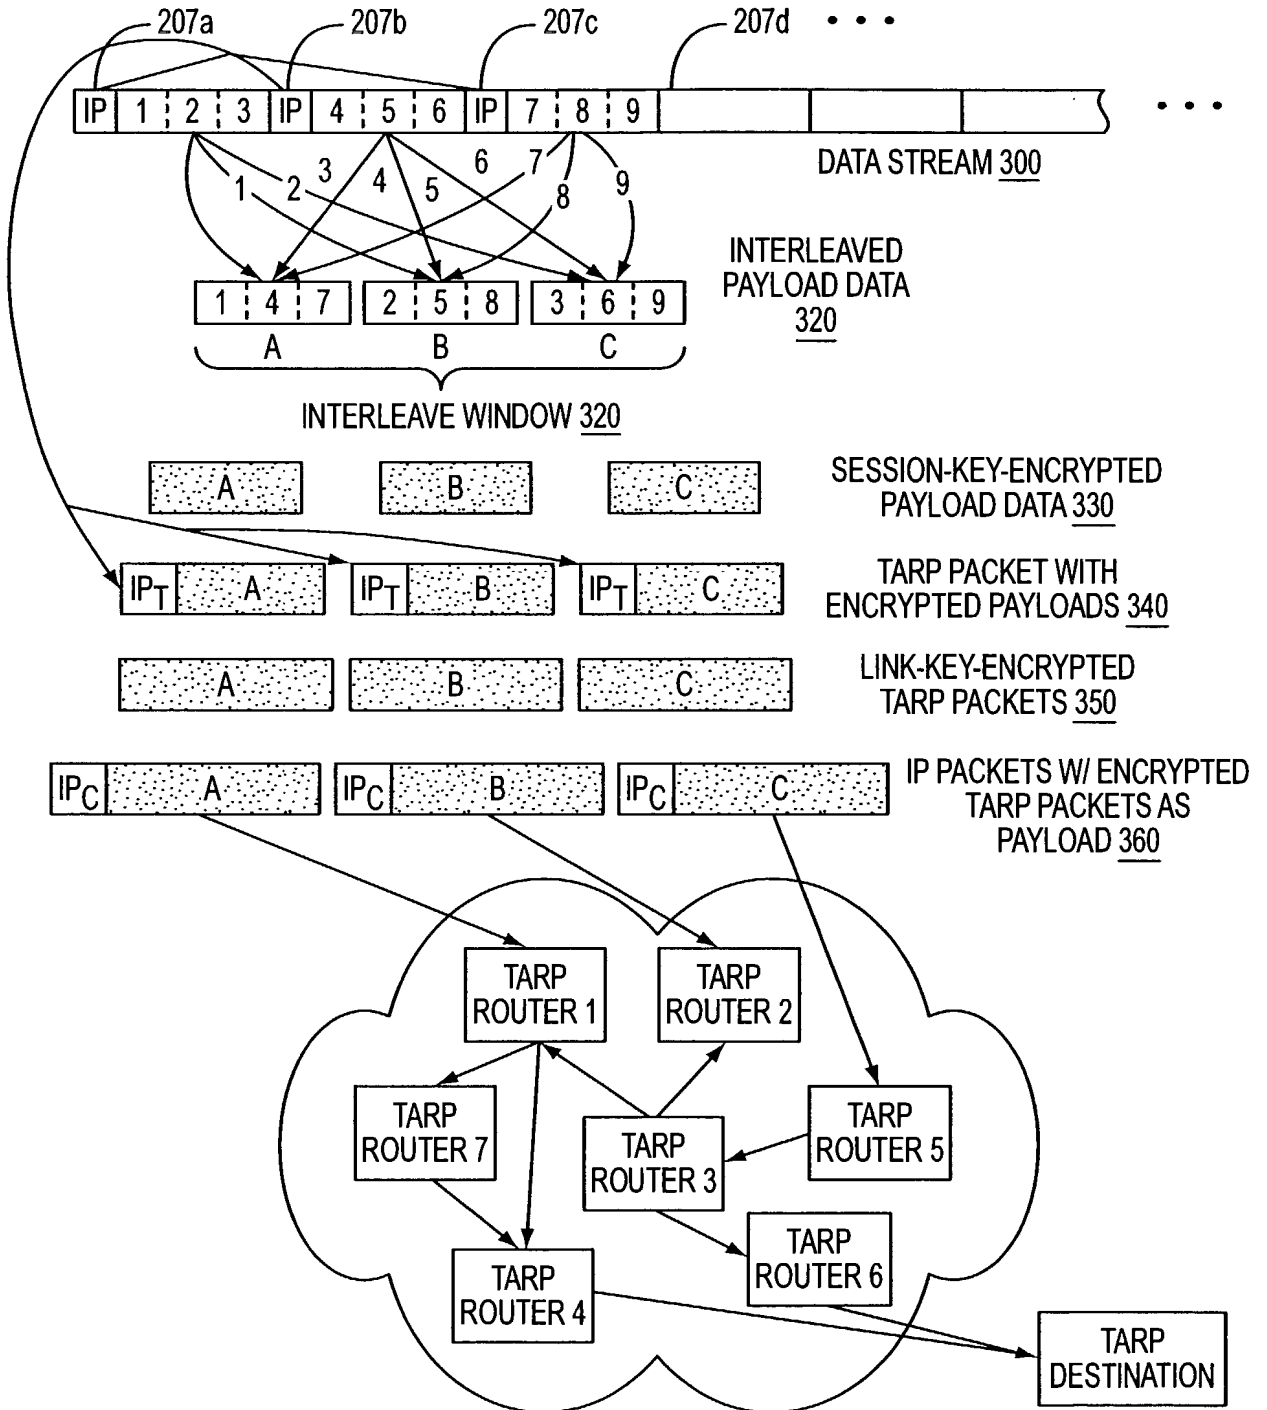 207a 207b 207c 207d • • •
IP 1 2 3 IP 4 5 6 IP 7 8 9 • • •
DATA STREAM 300
1 2 3 4 5 6 7 8 9
INTERLEAVED
PAYLOAD DATA
320
1 4 7 2 5 8 3 6 9
A B C
INTERLEAVE WINDOW 320
A B C
SESSION-KEY-ENCRYPTED
PAYLOAD DATA 330
IPT A IPT B IPT C
TARP PACKET WITH
ENCRYPTED PAYLOADS 340
A B C
LINK-KEY-ENCRYPTED
TARP PACKETS 350
IPC A IPC B IPC C
IP PACKETS W/ ENCRYPTED
TARP PACKETS AS
PAYLOAD 360
TARP
ROUTER 1
TARP
ROUTER 2
TARP
ROUTER 7
TARP
ROUTER 3
TARP
ROUTER 5
TARP
ROUTER 4
TARP
ROUTER 6
TARP
DESTINATION